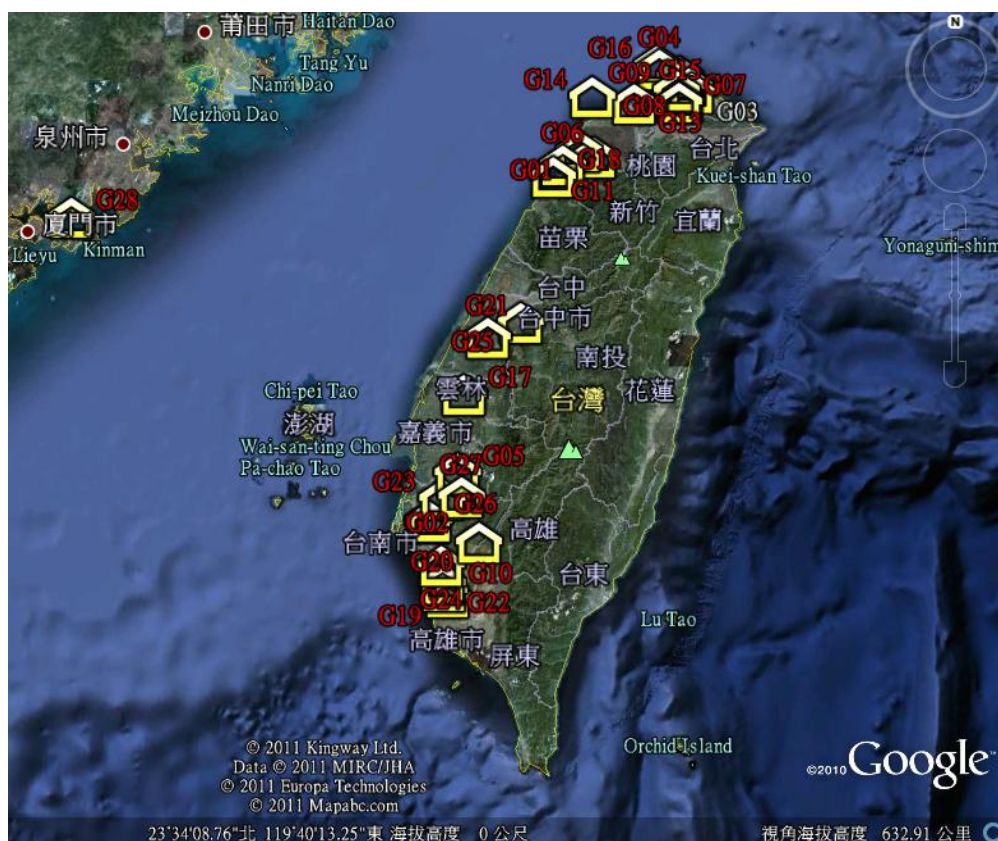 莆田市
Haitan Dao
Tang Yu
Nanri Dao
Meizhou Dao
泉州市
G28
廈門市
Lieyu
Kinman
N
G16
G04
G14
G09
G15
G07
G08
G13
G03
台北
G06
G18
桃園
Kuei-shan Tao
G01
G11
新竹
宜蘭
苗栗
Yonaguni-shim
台中
G21
台中市
G25
南投
G17
雲林
花蓮
台灣
Chi-pei Tao
澎湖
嘉義市
Wai-san-ting Chou
Pa-chao Tao
G27
G05
G23
G26
G02
台南市
高雄
G20
G10
台東
G24
G22
G19
Lu Tao
高雄市
屏東
Orchid Island
© 2011 Kingway Ltd.
Data © 2011 MIRC/JHA
© 2011 Europa Technologies
© 2011 Mapabc.com
©2010 Google
23°34'08.76"北 119°40'13.25"東 海拔高度 0 公尺
視角海拔高度 632.91 公里